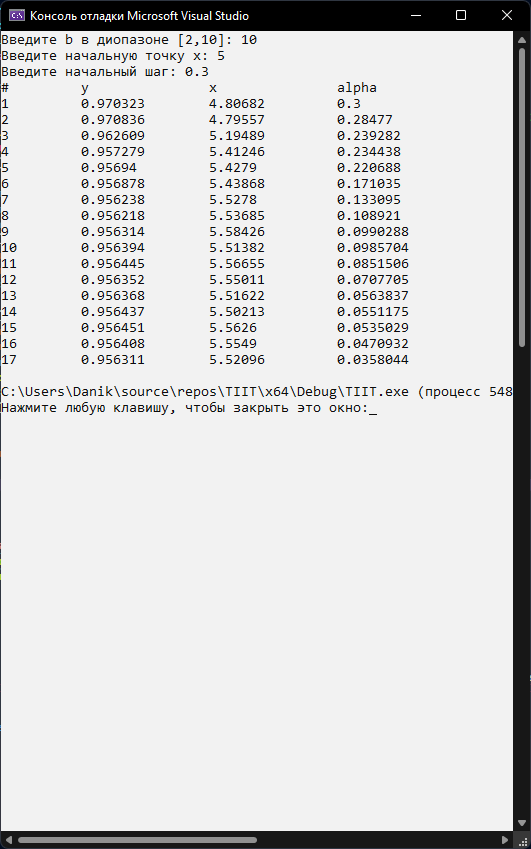 Консоль отладки Microsoft Visual Studio
Введите b в диапазоне [2,10]: 10
Введите начальную точку x: 5
Введите начальный шаг: 0.3
# y x alpha
1 0.970323 4.80682 0.3
2 0.970836 4.79557 0.28477
3 0.962609 5.19489 0.239282
4 0.957279 5.41246 0.234438
5 0.95694 5.4279 0.220688
6 0.956878 5.43868 0.171035
7 0.956238 5.5278 0.133095
8 0.956218 5.53685 0.108921
9 0.956314 5.58426 0.0990288
10 0.956394 5.51382 0.0985704
11 0.956445 5.56655 0.0851506
12 0.956352 5.55011 0.0707705
13 0.956368 5.51622 0.0563837
14 0.956437 5.50213 0.0551175
15 0.956451 5.5626 0.0535029
16 0.956408 5.5549 0.0470932
17 0.956311 5.52096 0.0358044
C:\Users\Danik\source\repos\TIIT\x64\Debug\TIIT.exe (процесс 548
Нажмите любую клавишу, чтобы закрыть это окно:_